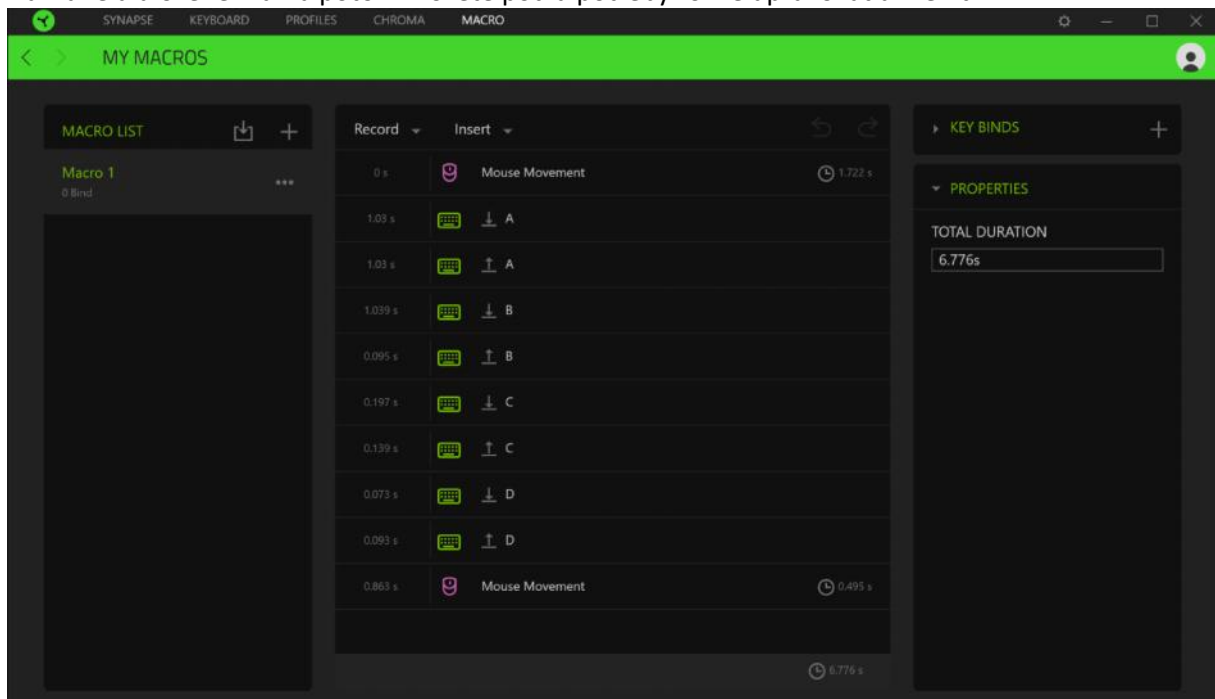 SYNAPSE KEYBOARD PROFILES CHROMA MACRO
MY MACROS
MACRO LIST
Macro 1
0 Bind
Record Insert
0 s Mouse Movement 1.722 s
1.03 s A
1.03 s A
1.039 s B
0.095 s B
0.197 s C
0.139 s C
0.073 s D
0.093 s D
0.863 s Mouse Movement 0.495 s
6.776 s
KEY BINDS
PROPERTIES
TOTAL DURATION
6.776s